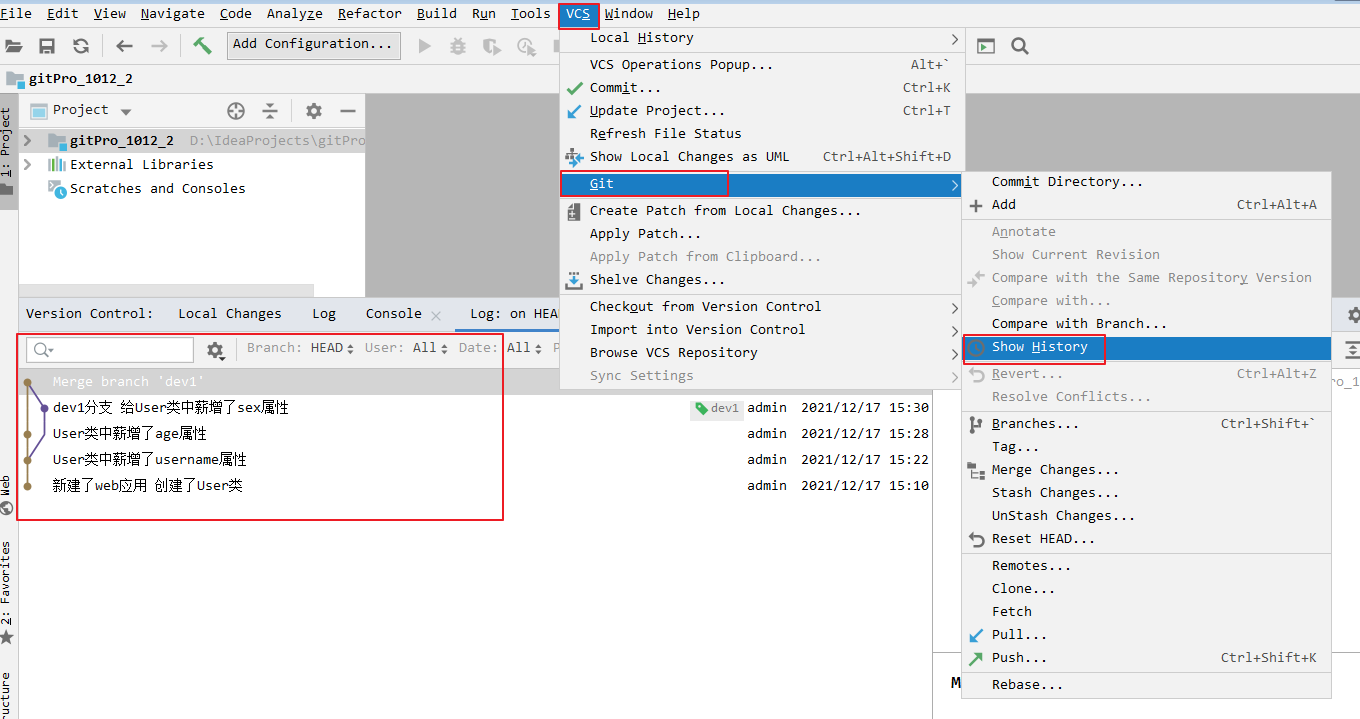 File Edit View Navigate Code Analyze Refactor Build Run Tools VCS Window Help
Add Configuration...
gitPro_1012_2
1: Project
Project
gitPro_1012_2 D:\IdeaProjects\gitPro
External Libraries
Scratches and Consoles
Local History
VCS Operations Popup... Alt+`
Commit... Ctrl+K
Update Project... Ctrl+T
Refresh File Status
Show Local Changes as UML Ctrl+Alt+Shift+D
Git
Create Patch from Local Changes...
Apply Patch...
Apply Patch from Clipboard...
Shelve Changes...
Checkout from Version Control
Import into Version Control
Browse VCS Repository
Sync Settings
Commit Directory...
Add Ctrl+Alt+A
Annotate
Show Current Revision
Compare with the Same Repository Version
Compare with...
Compare with Branch...
Show History
Revert... Ctrl+Alt+Z
Resolve Conflicts...
Branches... Ctrl+Shift+`
Tag...
Merge Changes...
Stash Changes...
UnStash Changes...
Reset HEAD...
Remotes...
Clone...
Fetch
Pull...
Push... Ctrl+Shift+K
Rebase...
Version Control: Local Changes Log Console Log: on HEA
Branch: HEAD User: All Date: All P
Merge branch 'dev1'
dev1分支 给User类中薪增了sex属性 dev1 admin 2021/12/17 15:30
User类中薪增了age属性 admin 2021/12/17 15:28
User类中薪增了username属性 admin 2021/12/17 15:22
新建了web应用 创建了User类 admin 2021/12/17 15:10
ro_1
M
Web
2: Favorites
ructure